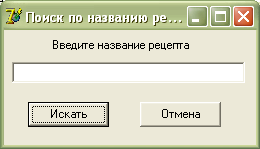 Поиск по названию ре...
Введите название рецепта
Искать
Отмена